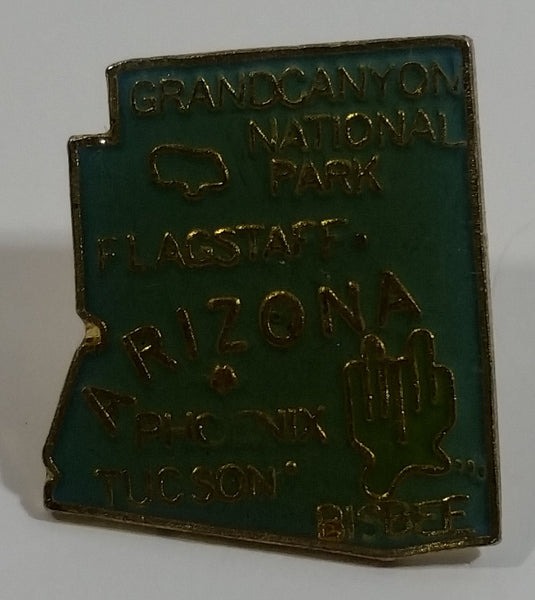 GRANDCANYON
NATIONAL
PARK
FLAGSTAFF
ARIZONA
PHOENIX
TUCSON
BISBEE